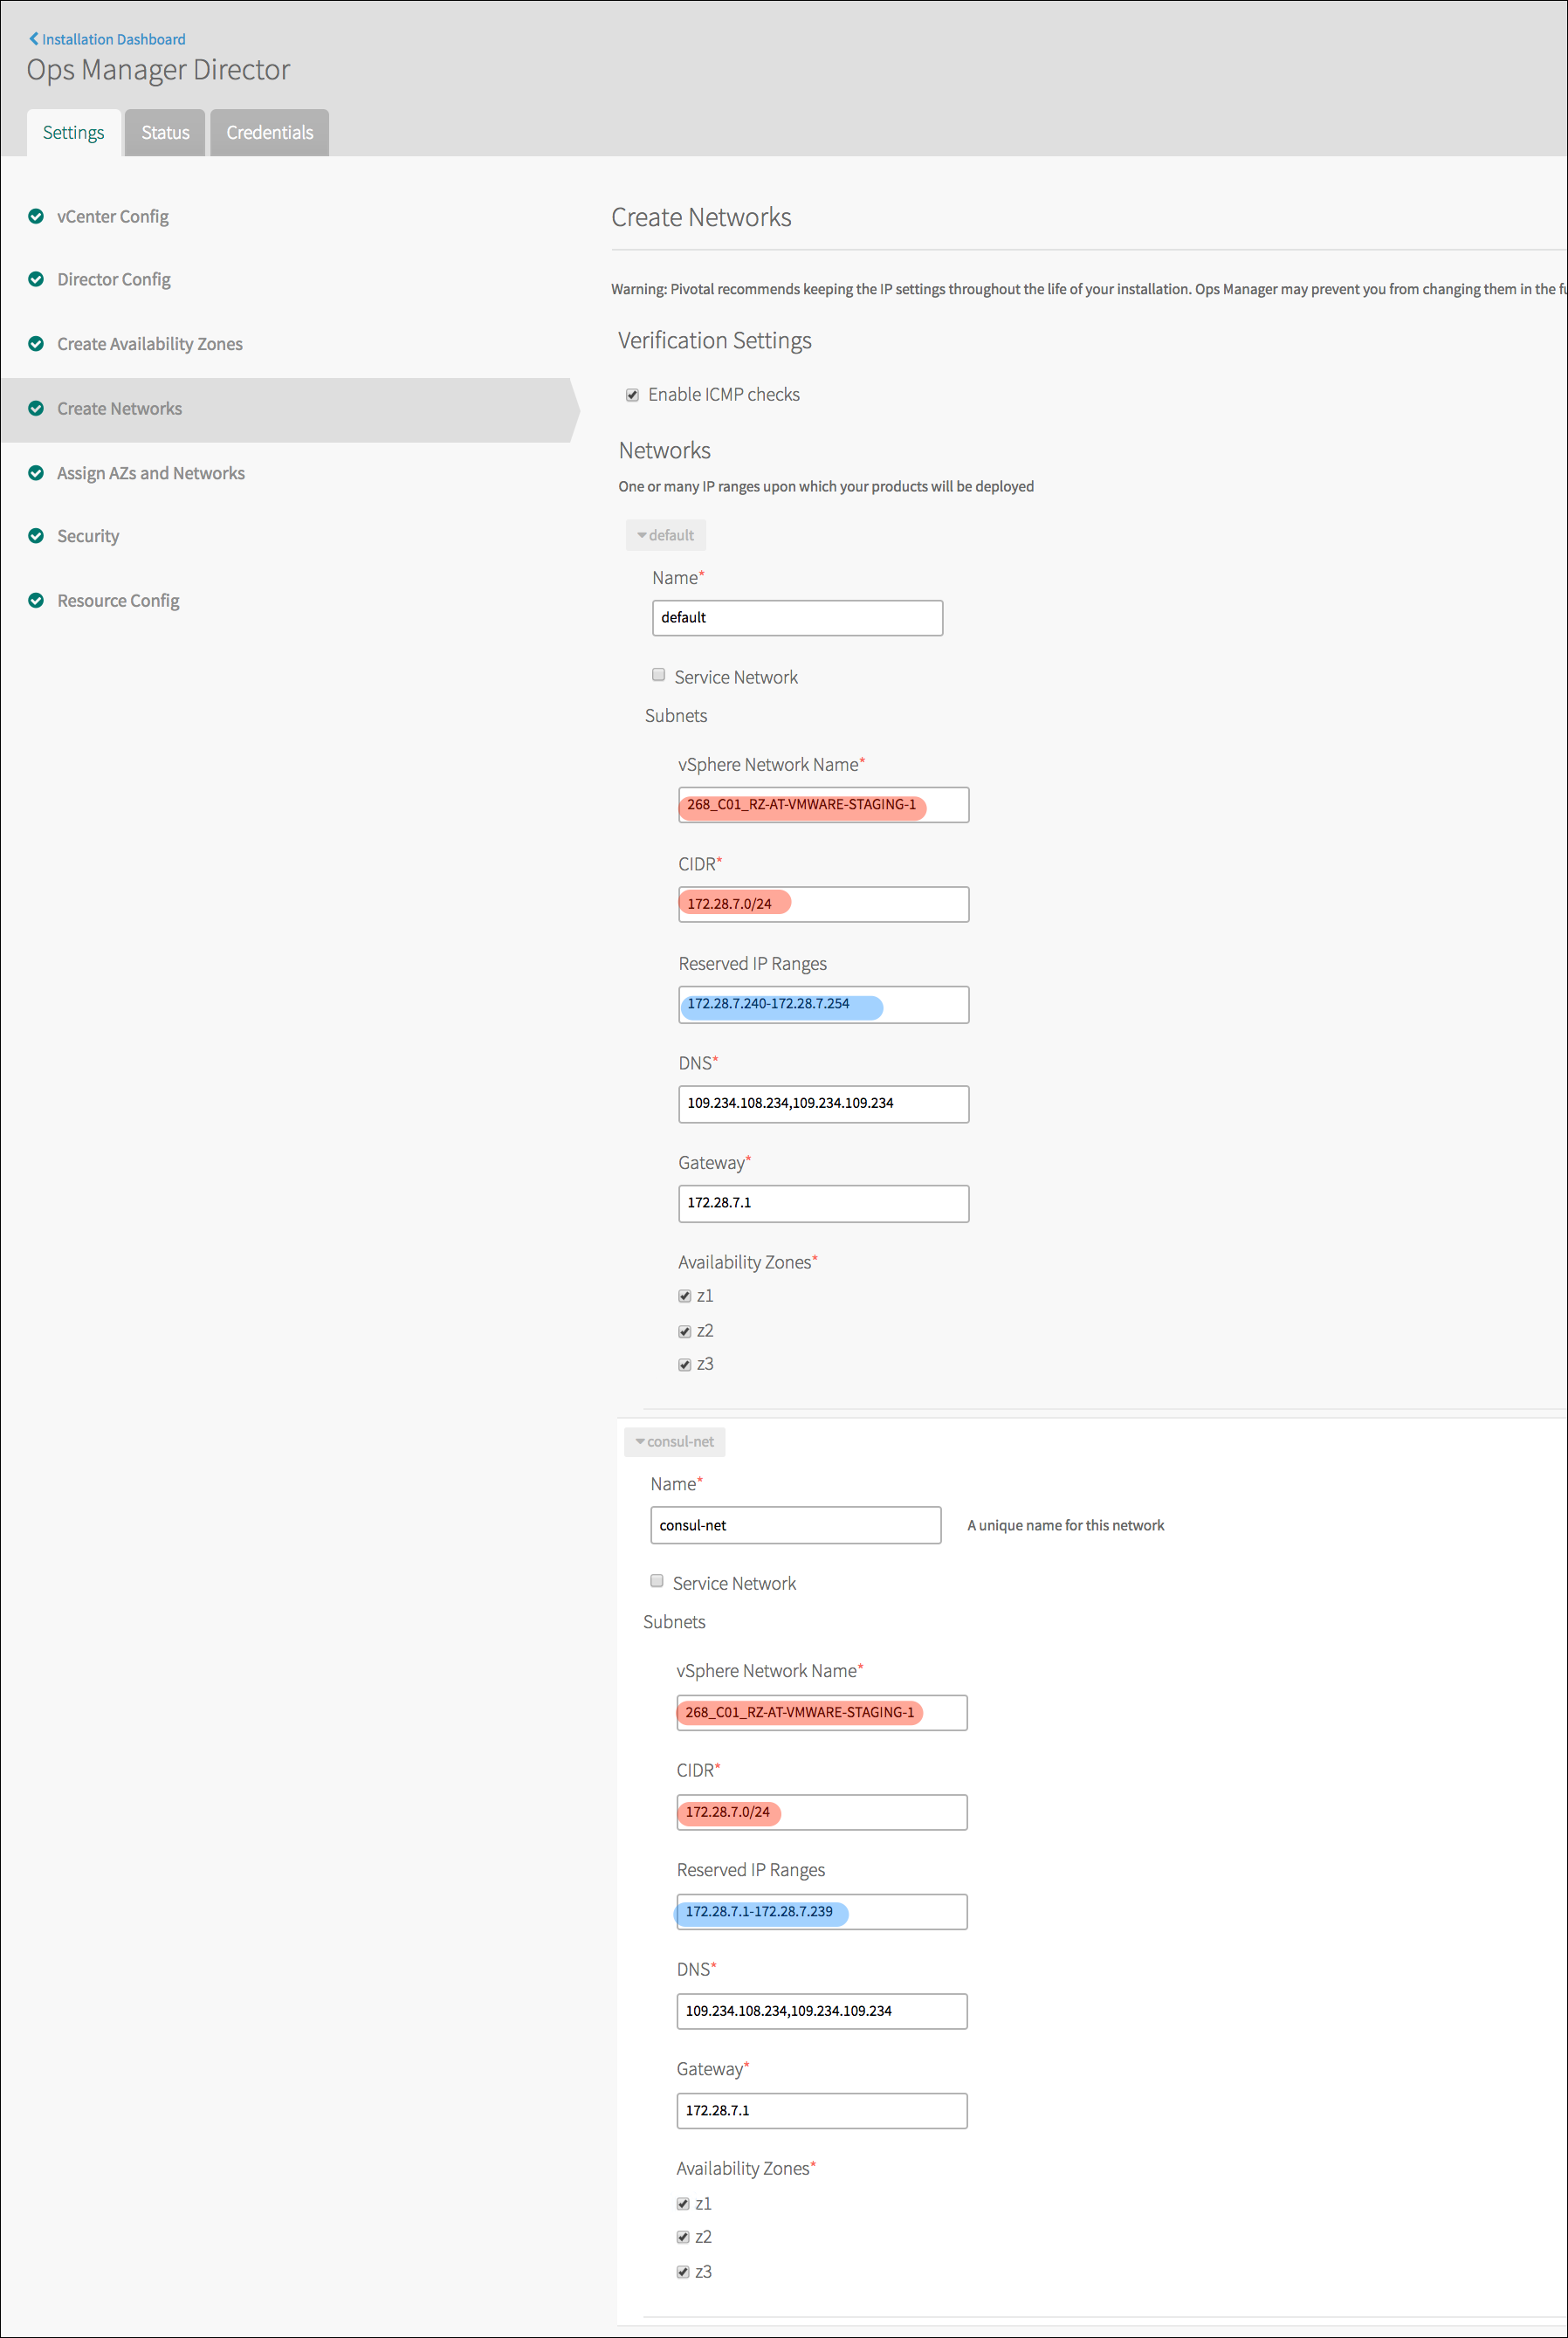 Installation Dashboard
Ops Manager Director
Settings
Status
Credentials
vCenter Config
Director Config
Create Availability Zones
Create Networks
Assign AZs and Networks
Security
Resource Config
Create Networks
Warning: Pivotal recommends keeping the IP settings throughout the life of your installation. Ops Manager may prevent you from changing them in the fu
Verification Settings
Enable ICMP checks
Networks
One or many IP ranges upon which your products will be deployed
default
Name*
default
Service Network
Subnets
vSphere Network Name*
268_C01_RZ-AT-VMWARE-STAGING-1
CIDR*
172.28.7.0/24
Reserved IP Ranges
172.28.7.240-172.28.7.254
DNS*
109.234.108.234,109.234.109.234
Gateway*
172.28.7.1
Availability Zones*
z1
z2
z3
consul-net
Name*
consul-net
A unique name for this network
Service Network
Subnets
vSphere Network Name*
268_C01_RZ-AT-VMWARE-STAGING-1
CIDR*
172.28.7.0/24
Reserved IP Ranges
172.28.7.1-172.28.7.239
DNS*
109.234.108.234,109.234.109.234
Gateway*
172.28.7.1
Availability Zones*
z1
z2
z3